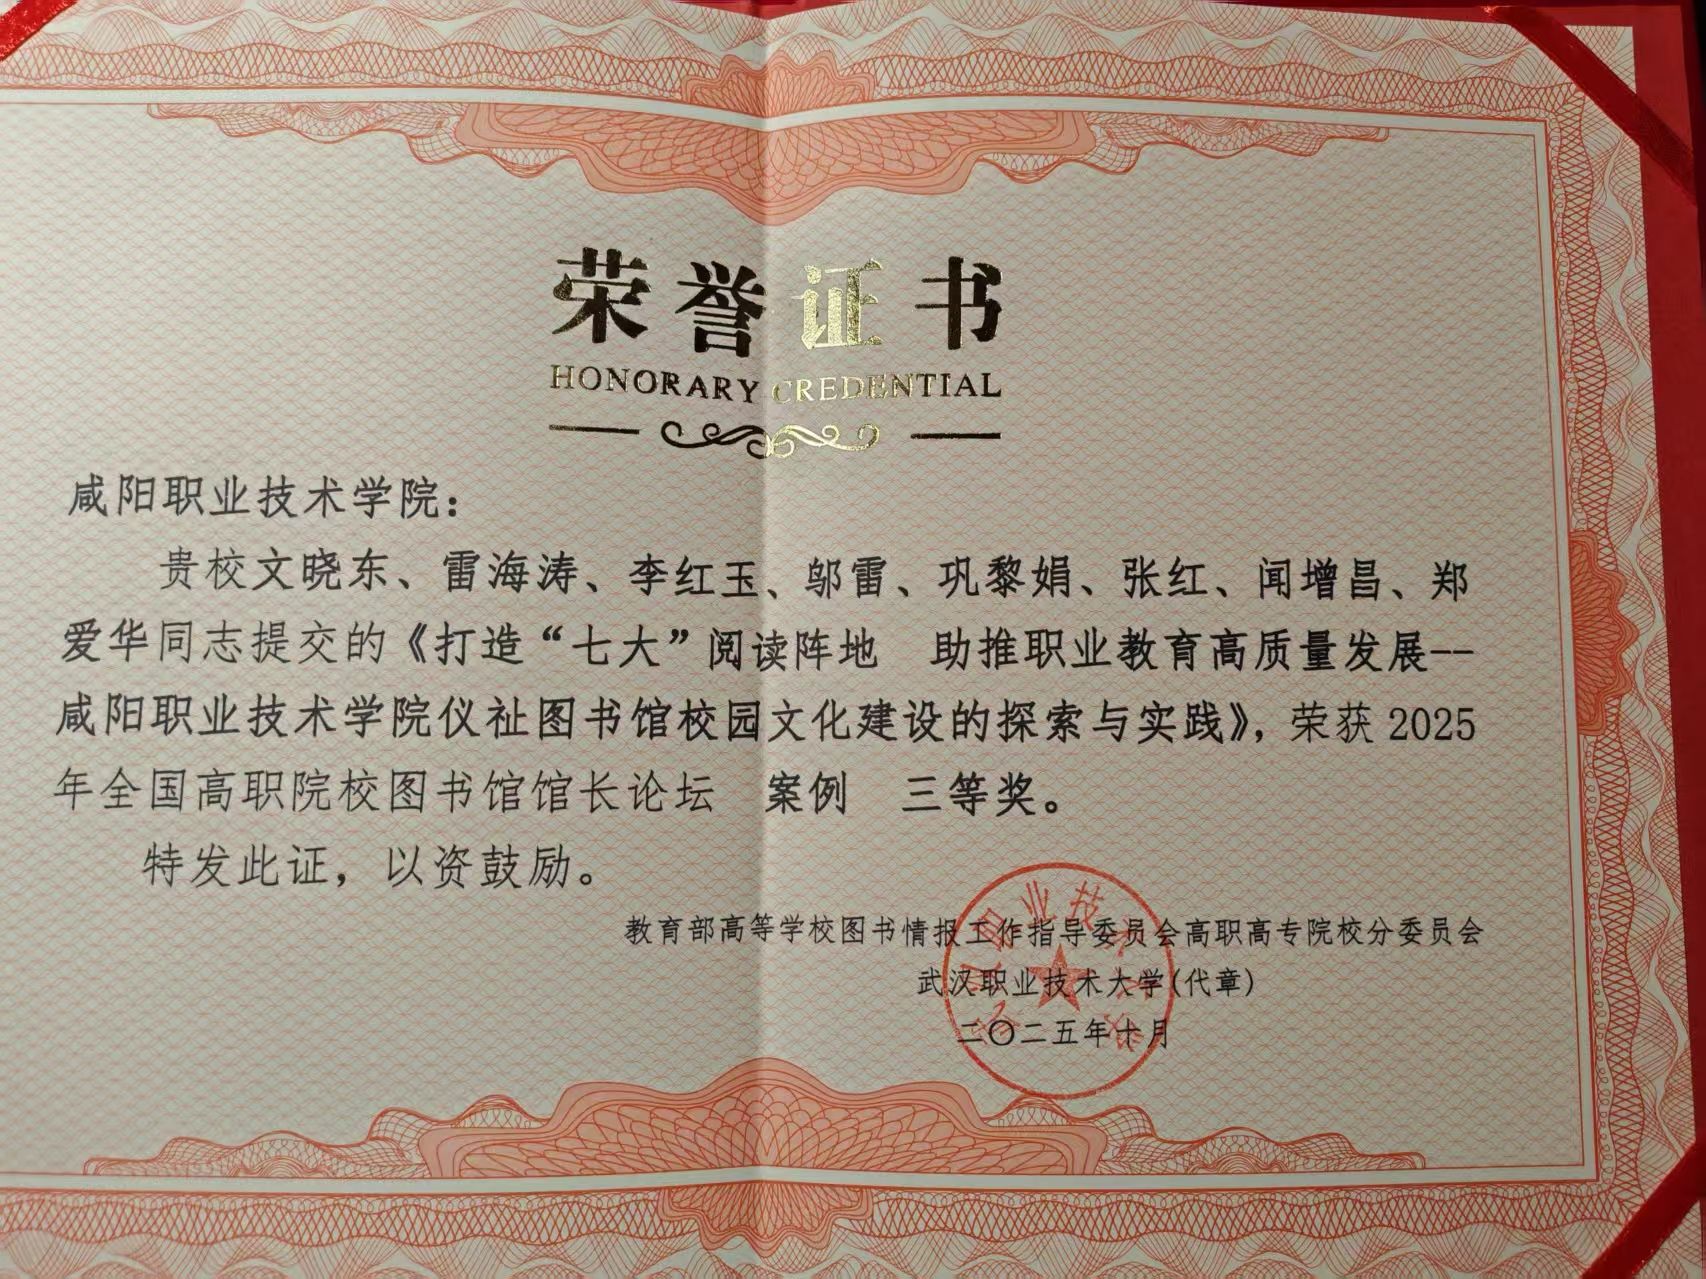 荣誉证书
HONORARY CREDENTIAL
咸阳职业技术学院：
贵校文晓东、雷海涛、李红玉、邬雷、巩黎娟、张红、闻增昌、郑
爱华同志提交的《打造“七大”阅读阵地 助推职业教育高质量发展--
咸阳职业技术学院仪祉图书馆校园文化建设的探索与实践》，荣获2025
年全国高职院校图书馆馆长论坛 案例 三等奖。
特发此证，以资鼓励。
教育部高等学校图书情报工作指导委员会高职高专院校分委员会
武汉职业技术大学(代章)
二〇二五年十月